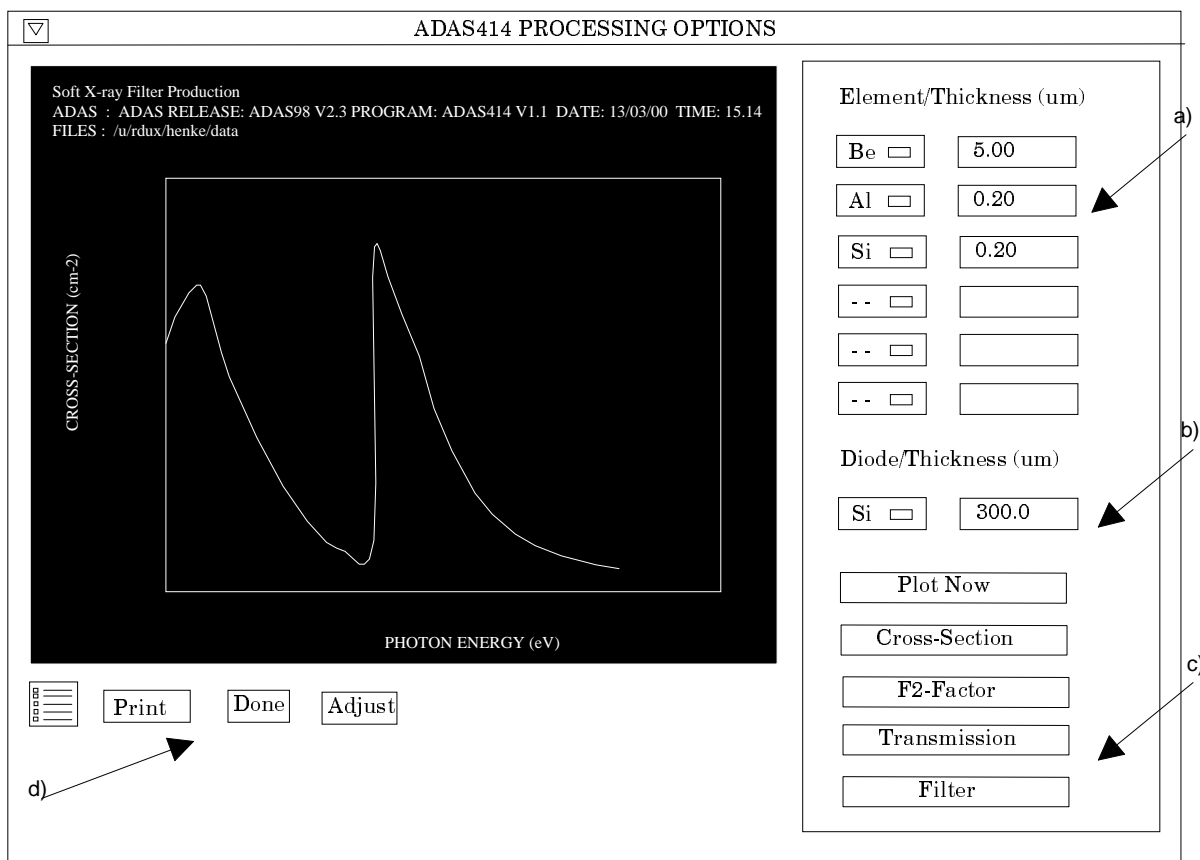 ADAS414 PROCESSING OPTIONS
Soft X-ray Filter Production
ADAS : ADAS RELEASE: ADAS98 V2.3 PROGRAM: ADAS414 V1.1 DATE: 13/03/00 TIME: 15.14
FILES : /u/rdux/henke/data
CROSS-SECTION (cm-2)
PHOTON ENERGY (eV)
Element/Thickness (um)
a)
Be 5.00
Al 0.20
Si 0.20
- -
- -
- -
b)
Diode/Thickness (um)
Si 300.0
Plot Now
Cross-Section
c)
F2-Factor
Transmission
Filter
Print Done Adjust
d)